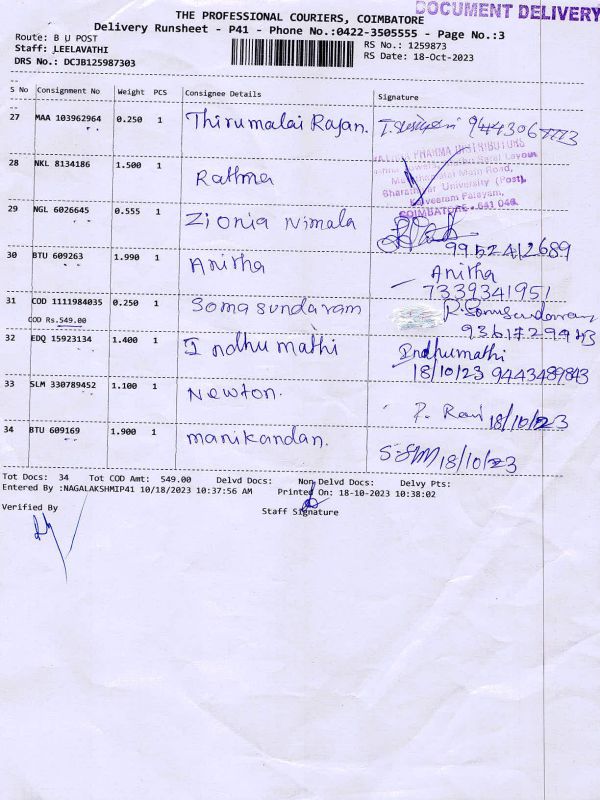 DOCUMENT DELIVERY
THE PROFESSIONAL COURIERS, COIMBATORE
Delivery Runsheet - P41 - Phone No.:0422-3505555 - Page No.:3
Route: B U POST
RS No.: 1259873
Staff: LEELAVATHI
RS Date: 18-Oct-2023
DRS No.: DCJB125987303
S No Consignment No Weight PCS Consignee Details Signature
27 MAA 103962964 0.250 1 Thirumalai Rajan. 9443067773
28 NKL 8134186 1.500 1 Rathna
PHARMA DISTRIBUTORS
Main Road,
University (Post),
COIMBATORE - 641 046
29 NGL 6026645 0.555 1 Zionia Nimala
9952412689
30 BTU 609263 1.990 1 Anitha Anitha
7339341951
31 COD 1111984035 0.250 1 Somasundaram
COD Rs.549.00
32 EDQ 15923134 1.400 1 Indhumathi Indhumathi
18/10/23 9443489843
33 SLM 330789452 1.100 1 Newton. P. Ravi 18/10/23
34 BTU 609169 1.900 1 manikandan. 18/10/23
Tot Docs: 34 Tot COD Amt: 549.00 Delvd Docs: Non Delvd Docs: Delvy Pts:
Entered By :NAGALAKSHMIP41 10/18/2023 10:37:56 AM Printed On: 18-10-2023 10:38:02
Verified By
Staff Signature